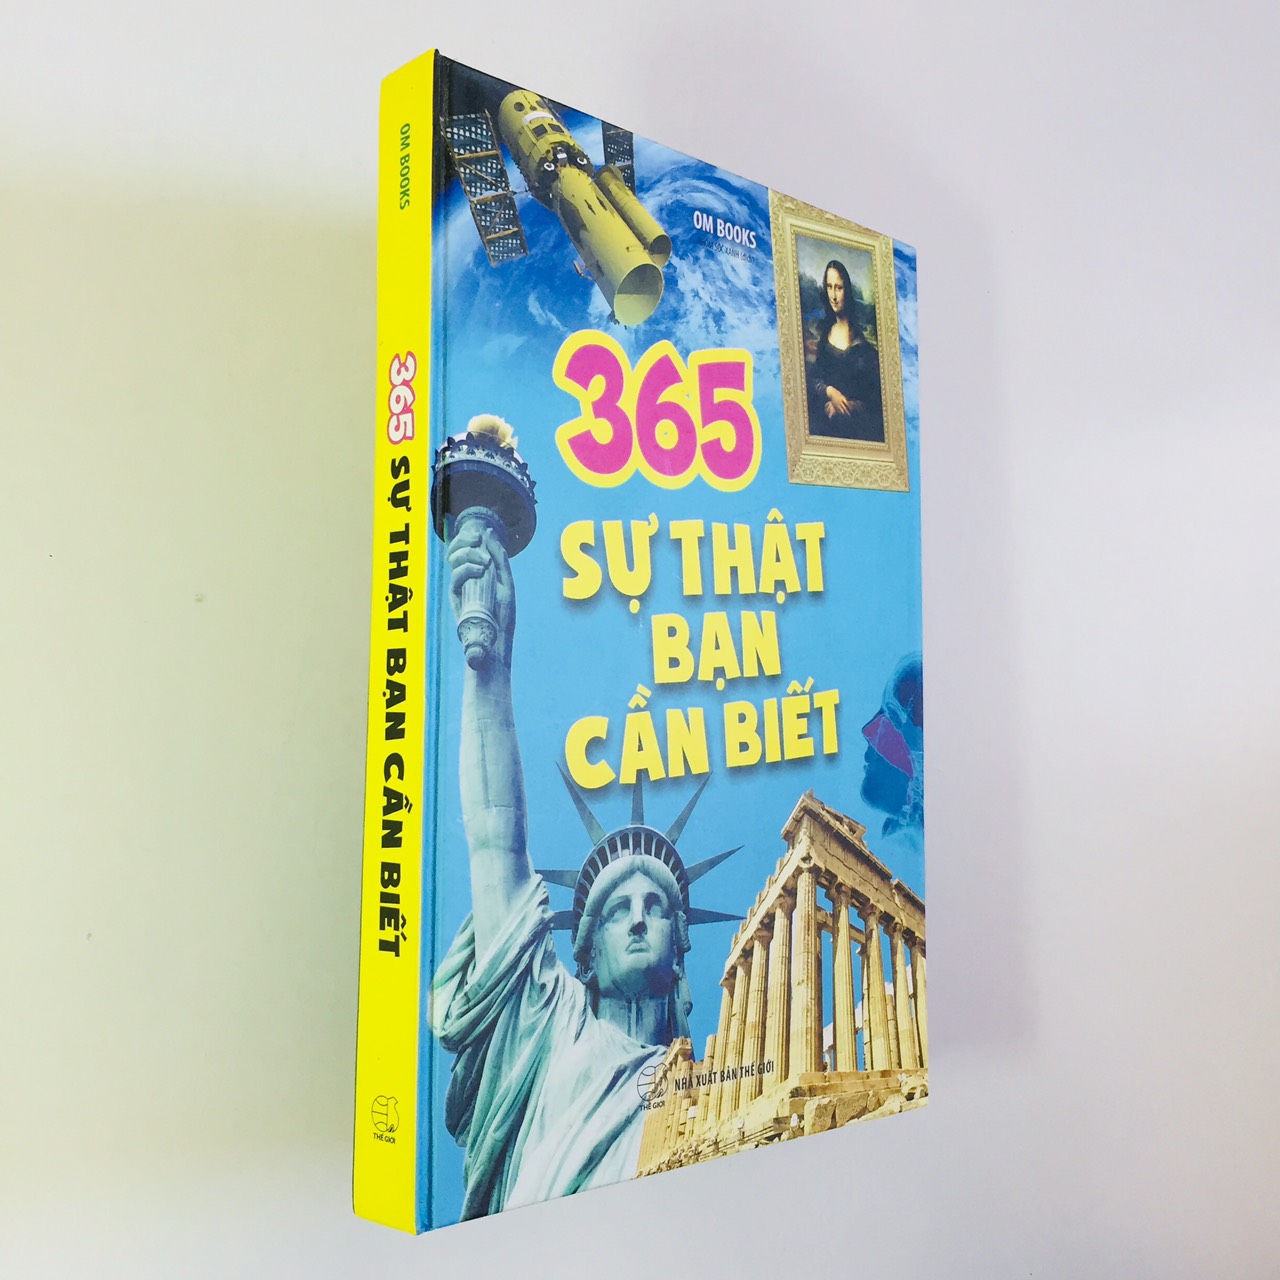 OM BOOKS
365 SỰ THẬT BẠN CẦN BIẾT
THẾ GIỚI
OM BOOKS
365
SỰ THẬT
BẠN
CẦN BIẾT
THẾ GIỚI
NHÀ XUẤT BẢN THẾ GIỚI